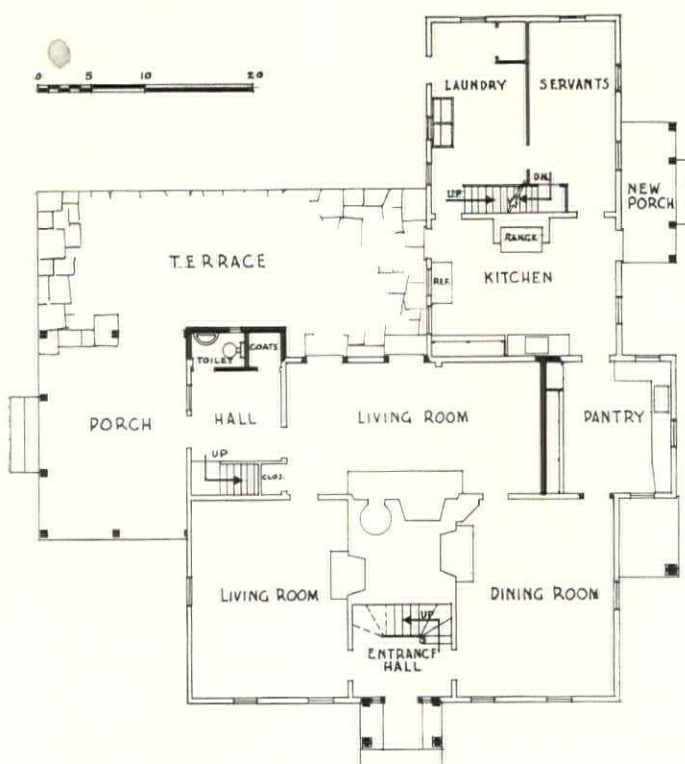 0 5 10 20
LAUNDRY
SERVANTS
UP
DN.
NEW
PORCH
RANGE
TERRACE
REF.
KITCHEN
TOILET
COATS
PORCH
HALL
LIVING ROOM
PANTRY
UP
CLOS.
LIVING ROOM
DINING ROOM
UP
ENTRANCE
HALL